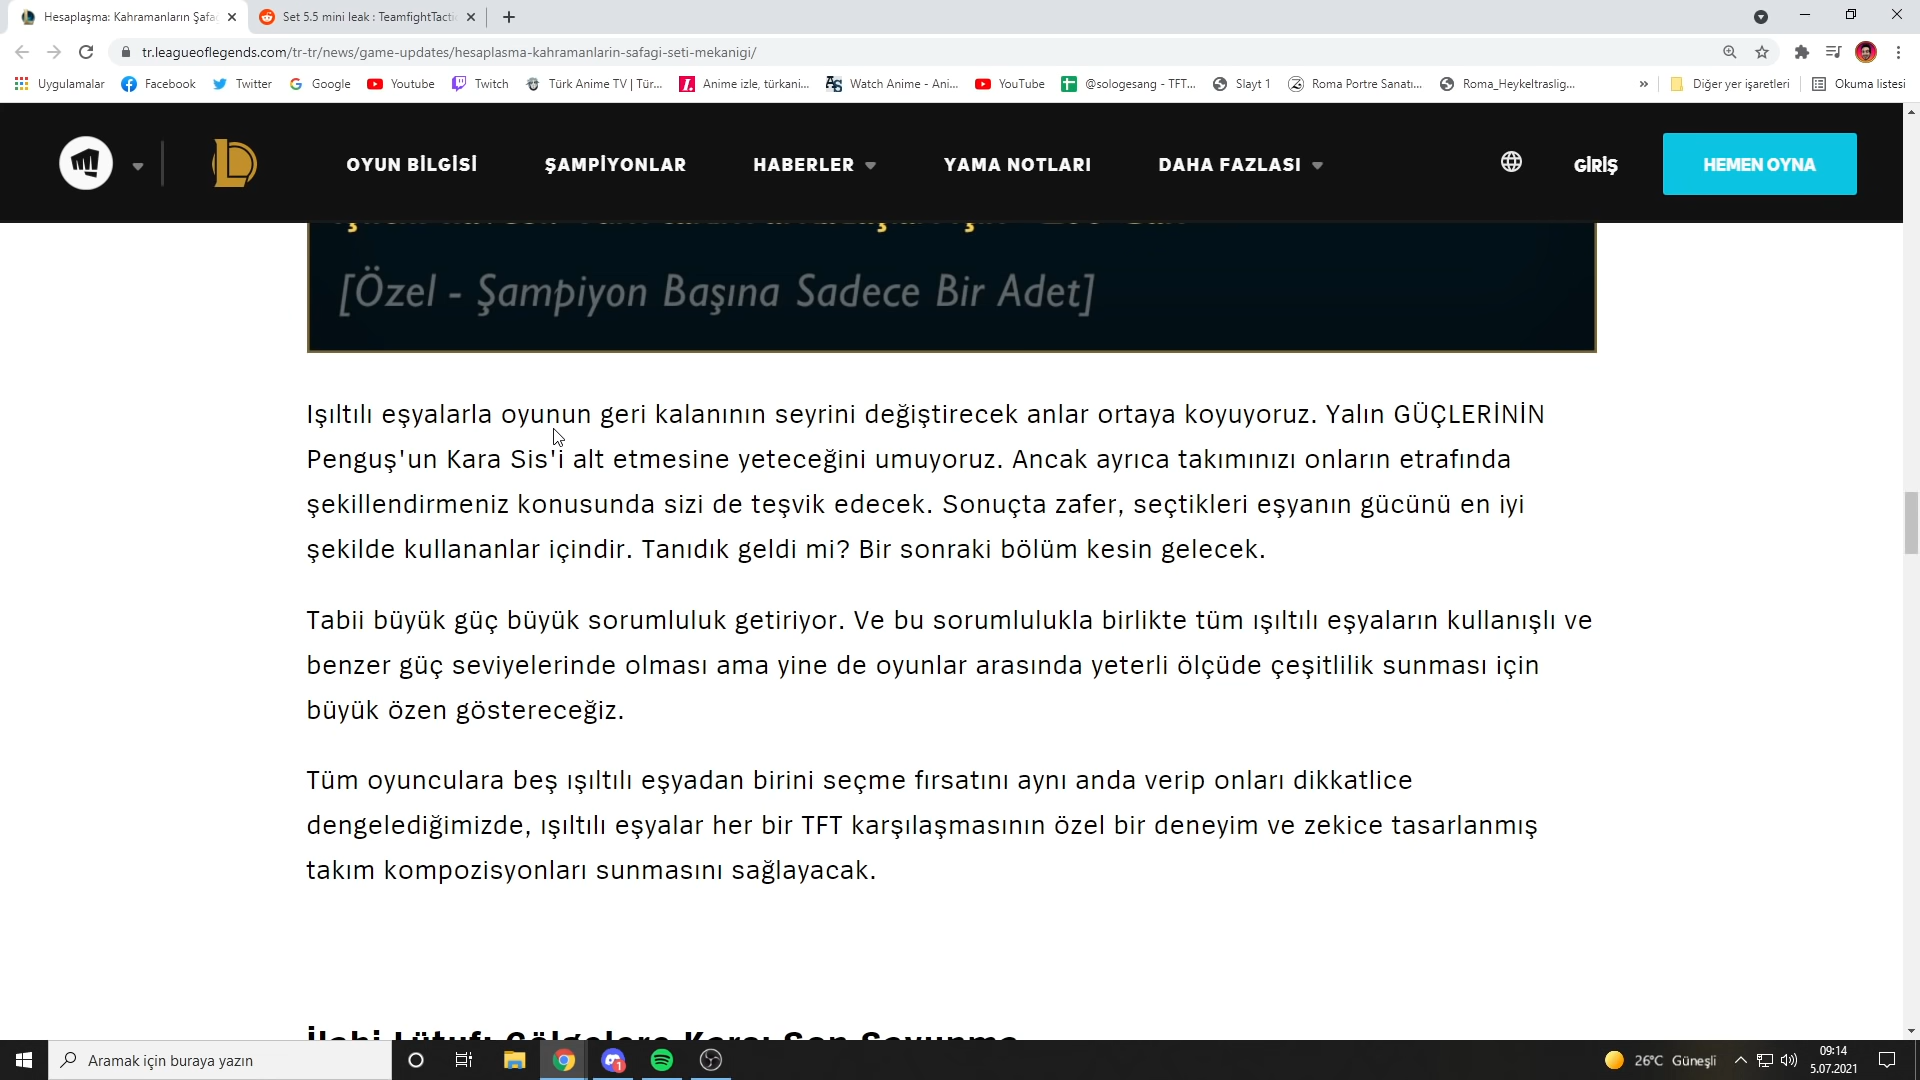 Hesaplaşma: Kahramanların Şafa
Set 5.5 mini leak : TeamfightTacti
tr.leagueoflegends.com/tr-tr/news/game-updates/hesaplasma-kahramanlarin-safagi-seti-mekanigi/
Uygulamalar Facebook Twitter Google Youtube Twitch Türk Anime TV | Tür... Anime izle, türkani... Watch Anime - Ani... YouTube @sologesang - TFT... Slayt 1 Roma Portre Sanatı... Roma_Heykeltraslig... » Diğer yer işaretleri Okuma listesi
OYUN BİLGİSİ ŞAMPİYONLAR HABERLER YAMA NOTLARI DAHA FAZLASI GİRİŞ HEMEN OYNA
[Özel - Şampiyon Başına Sadece Bir Adet]
Işıltılı eşyalarla oyunun geri kalanının seyrini değiştirecek anlar ortaya koyuyoruz. Yalın GÜÇLERİNİN
Penguş'un Kara Sis'i alt etmesine yeteceğini umuyoruz. Ancak ayrıca takımınızı onların etrafında
şekillendirmeniz konusunda sizi de teşvik edecek. Sonuçta zafer, seçtikleri eşyanın gücünü en iyi
şekilde kullananlar içindir. Tanıdık geldi mi? Bir sonraki bölüm kesin gelecek.
Tabii büyük güç büyük sorumluluk getiriyor. Ve bu sorumlulukla birlikte tüm ışıltılı eşyaların kullanışlı ve
benzer güç seviyelerinde olması ama yine de oyunlar arasında yeterli ölçüde çeşitlilik sunması için
büyük özen göstereceğiz.
Tüm oyunculara beş ışıltılı eşyadan birini seçme fırsatını aynı anda verip onları dikkatlice
dengelediğimizde, ışıltılı eşyalar her bir TFT karşılaşmasının özel bir deneyim ve zekice tasarlanmış
takım kompozisyonları sunmasını sağlayacak.
İlahi Lütuf: Gölgelere Karşı Son Savunma
Aramak için buraya yazın
1
26°C Güneşli
09:14
5.07.2021